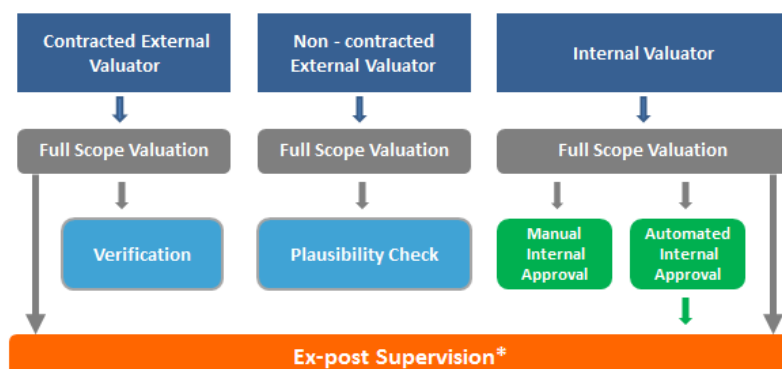 Contracted External
Valuator
Non - contracted
External Valuator
Internal Valuator
Full Scope Valuation
Full Scope Valuation
Full Scope Valuation
Verification
Plausibility Check
Manual
Internal
Approval
Automated
Internal
Approval
Ex-post Supervision*